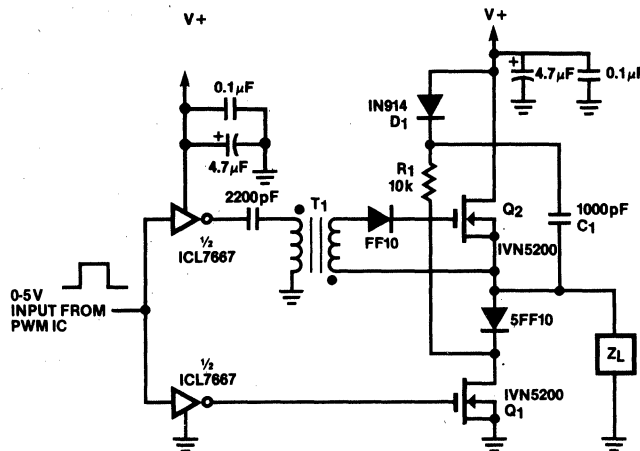 V+
V+
0.1µF
+
4.7µF
IN914
D1
+
4.7µF
0.1µF
2200pF
T1
R1
10k
Q2
1000pF
C1
½
ICL7667
FF10
IVN5200
0-5V
INPUT FROM
PWM IC
5FF10
ZL
½
ICL7667
IVN5200
Q1